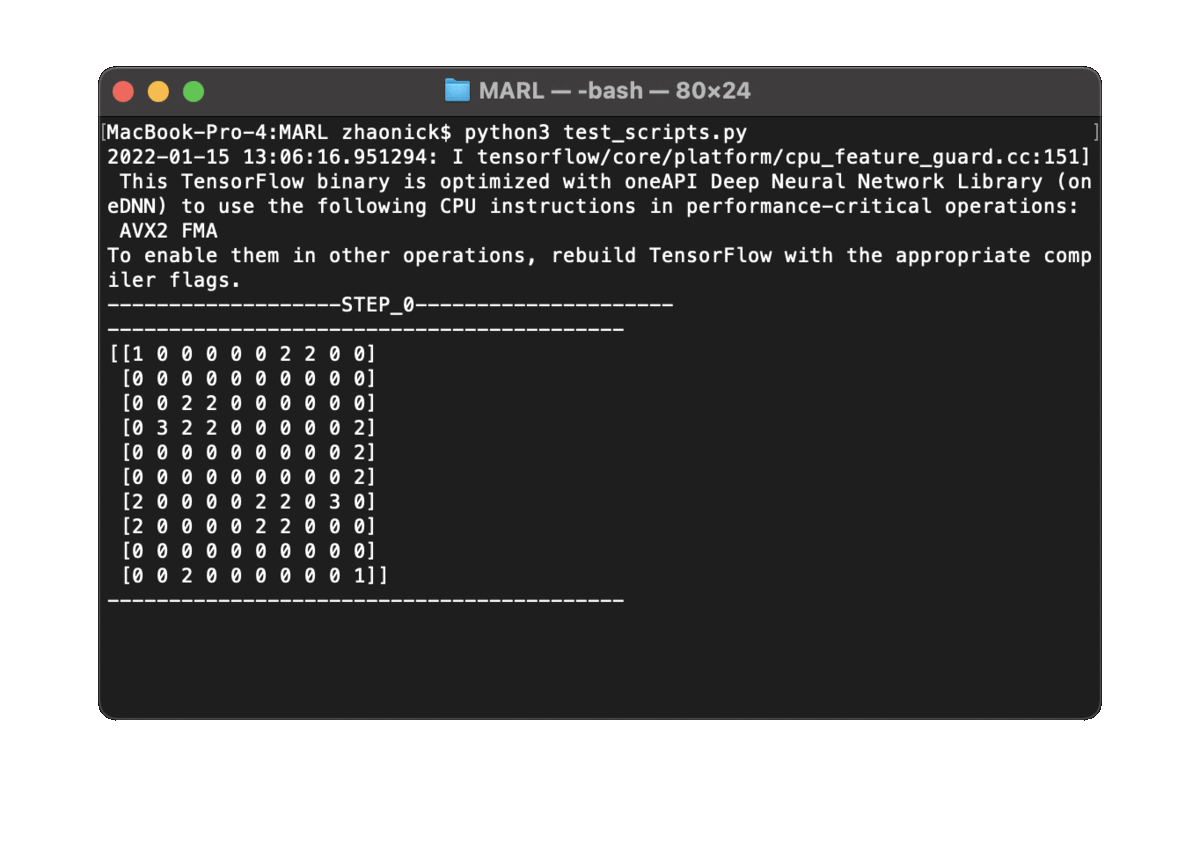 MARL — -bash — 80×24
[MacBook-Pro-4:MARL zhaonick$ python3 test_scripts.py ]
2022-01-15 13:06:16.951294: I tensorflow/core/platform/cpu_feature_guard.cc:151]
 This TensorFlow binary is optimized with oneAPI Deep Neural Network Library (on
eDNN) to use the following CPU instructions in performance-critical operations:
 AVX2 FMA
To enable them in other operations, rebuild TensorFlow with the appropriate comp
iler flags.
-------------------STEP_0---------------------
------------------------------------------
[[1 0 0 0 0 0 2 2 0 0]
 [0 0 0 0 0 0 0 0 0 0]
 [0 0 2 2 0 0 0 0 0 0]
 [0 3 2 2 0 0 0 0 0 2]
 [0 0 0 0 0 0 0 0 0 2]
 [0 0 0 0 0 0 0 0 0 2]
 [2 0 0 0 0 2 2 0 3 0]
 [2 0 0 0 0 2 2 0 0 0]
 [0 0 0 0 0 0 0 0 0 0]
 [0 0 2 0 0 0 0 0 0 1]]
------------------------------------------